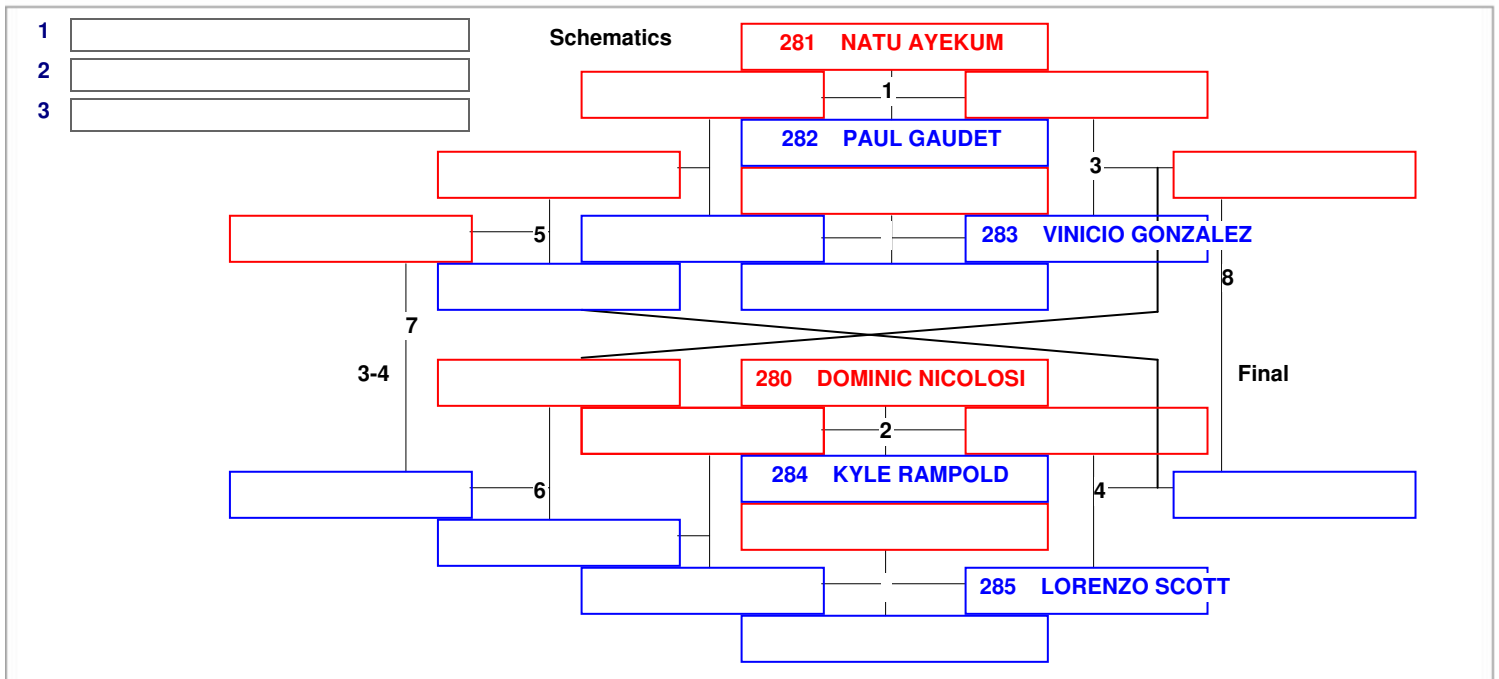 1
Schematics
281 NATU AYEKUM
2
1
3
282 PAUL GAUDET
3
5
283 VINICIO GONZALEZ
8
7
3-4
280 DOMINIC NICOLOSI
Final
2
284 KYLE RAMPOLD
6
4
285 LORENZO SCOTT